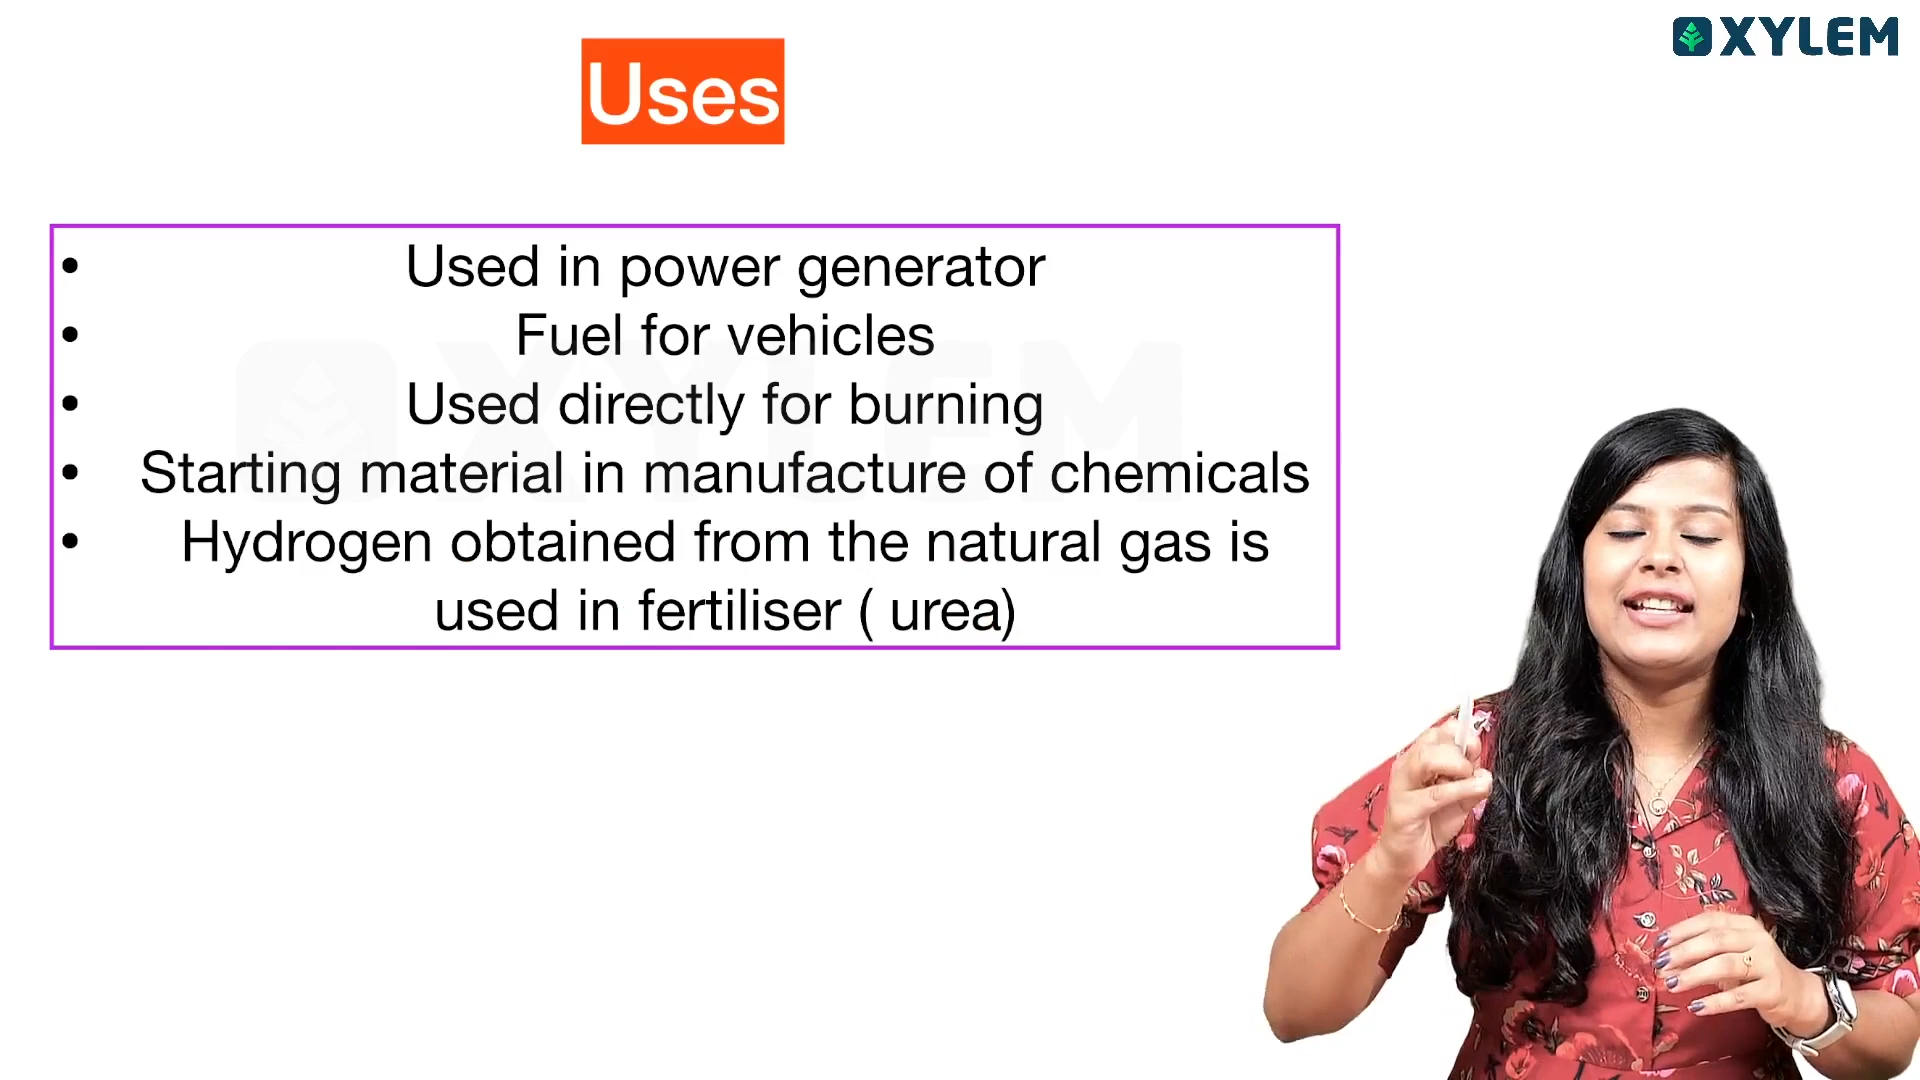 XYLEM
Uses
• Used in power generator
• Fuel for vehicles
• Used directly for burning
• Starting material in manufacture of chemicals
• Hydrogen obtained from the natural gas is
used in fertiliser ( urea)
XYLEM